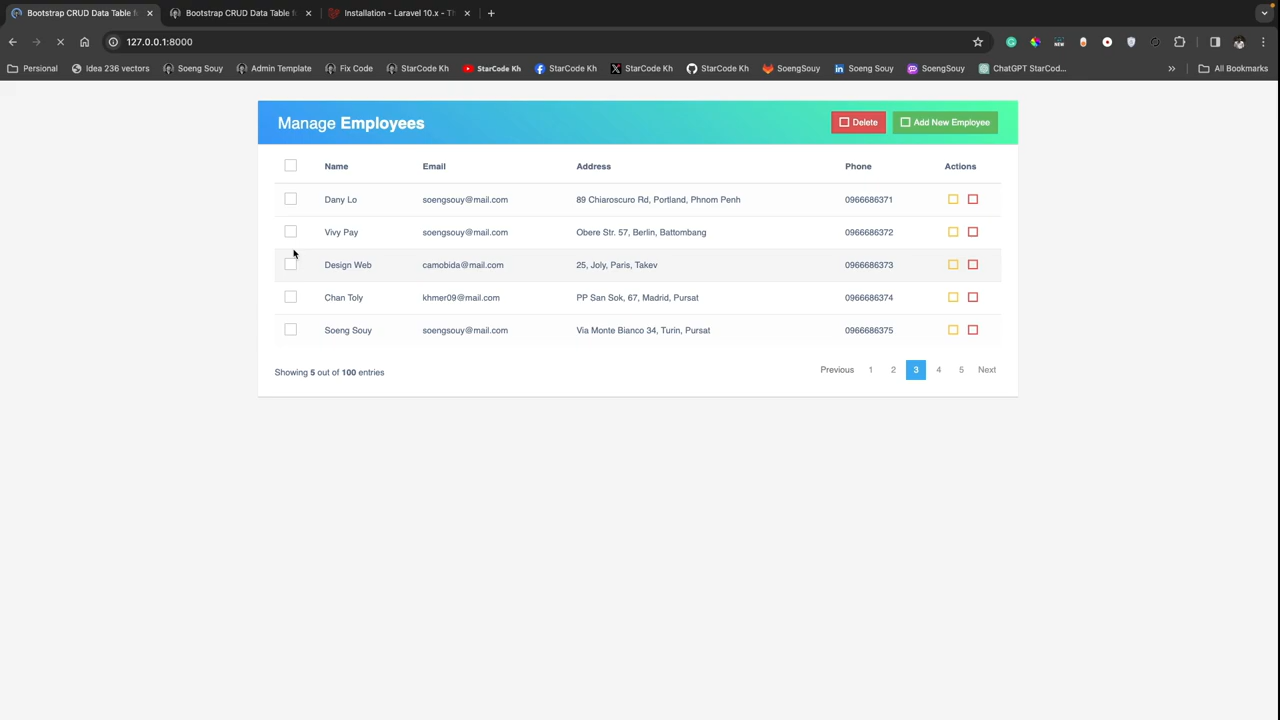 Bootstrap CRUD Data Table f
Bootstrap CRUD Data Table f
Installation - Laravel 10.x - Th
127.0.0.1:8000
NEW
Persional
Idea 236 vectors
Soeng Souy
Admin Template
Fix Code
StarCode Kh
StarCode Kh
StarCode Kh
StarCode Kh
StarCode Kh
SoengSouy
Soeng Souy
SoengSouy
ChatGPT StarCod...
All Bookmarks
Manage Employees
Delete
Add New Employee
Name Email Address Phone Actions
Dany Lo soengsouy@mail.com 89 Chiaroscuro Rd, Portland, Phnom Penh 0966686371
Vivy Pay soengsouy@mail.com Obere Str. 57, Berlin, Battombang 0966686372
Design Web camobida@mail.com 25, Joly, Paris, Takev 0966686373
Chan Toly khmer09@mail.com PP San Sok, 67, Madrid, Pursat 0966686374
Soeng Souy soengsouy@mail.com Via Monte Bianco 34, Turin, Pursat 0966686375
Showing 5 out of 100 entries
Previous 1 2 3 4 5 Next